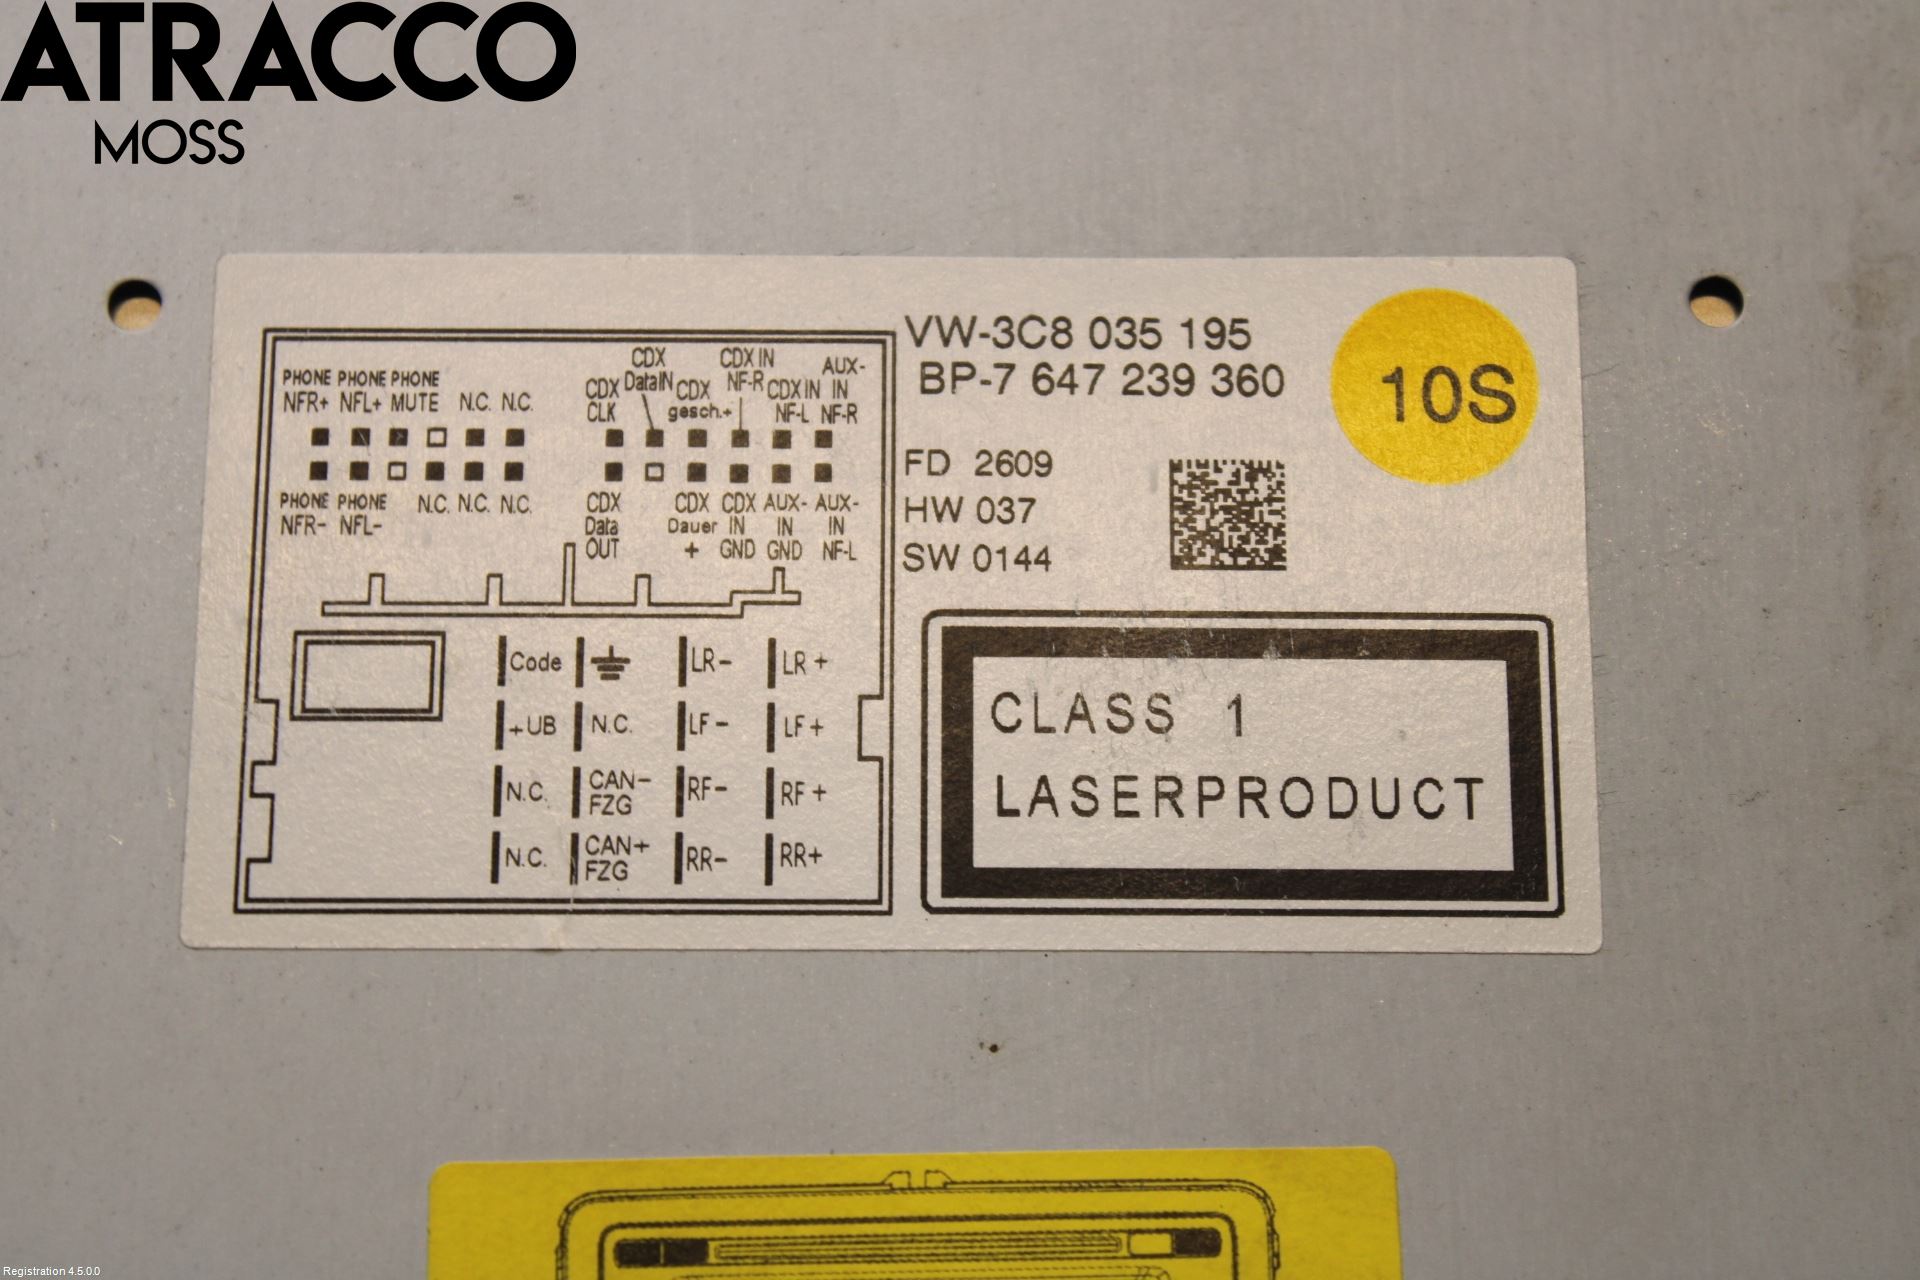 ATRACCO
MOSS
VW-3C8 035 195
BP-7 647 239 360
10S
FD 2609
HW 037
SW 0144
CLASS 1
LASERPRODUCT
PHONE NFR+ PHONE NFL+ PHONE MUTE N.C. N.C.
CDX CLK CDX DataIN CDX gesch.+ CDX IN NF-R CDX IN NF-L AUX-IN NF-R
PHONE NFR- PHONE NFL- N.C. N.C. N.C.
CDX Data OUT CDX Dauer + CDX IN GND AUX-IN GND AUX-IN NF-L
Code LR- LR+
+UB N.C. LF- LF+
N.C. CAN- FZG RF- RF+
N.C. CAN+ FZG RR- RR+
Registration 4.5.0.0